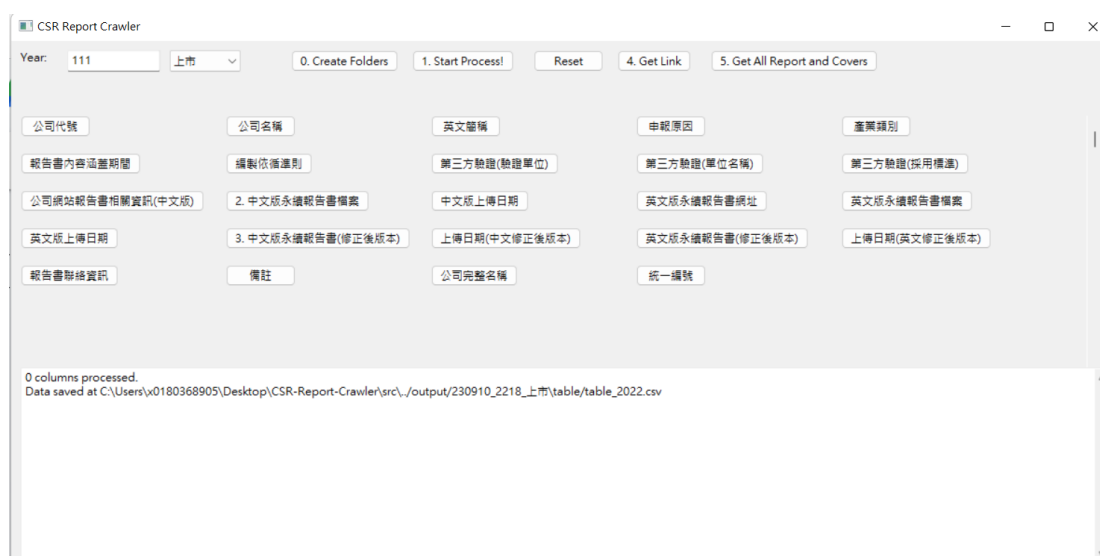 CSR Report Crawler
Year: 111 上市 0. Create Folders 1. Start Process! Reset 4. Get Link 5. Get All Report and Covers
公司代號 公司名稱 英文簡稱 申報原因 產業類別
報告書內容涵蓋期間 編製依循準則 第三方驗證(驗證單位) 第三方驗證(單位名稱) 第三方驗證(採用標準)
公司網站報告書相關資訊(中文版) 2. 中文版永續報告書檔案 中文版上傳日期 英文版永續報告書網址 英文版永續報告書檔案
英文版上傳日期 3. 中文版永續報告書(修正後版本) 上傳日期(中文修正後版本) 英文版永續報告書(修正後版本) 上傳日期(英文修正後版本)
報告書聯絡資訊 備註 公司完整名稱 統一編號
0 columns processed.
Data saved at C:\Users\x0180368905\Desktop\CSR-Report-Crawler\src\../output/230910_2218_上市\table/table_2022.csv